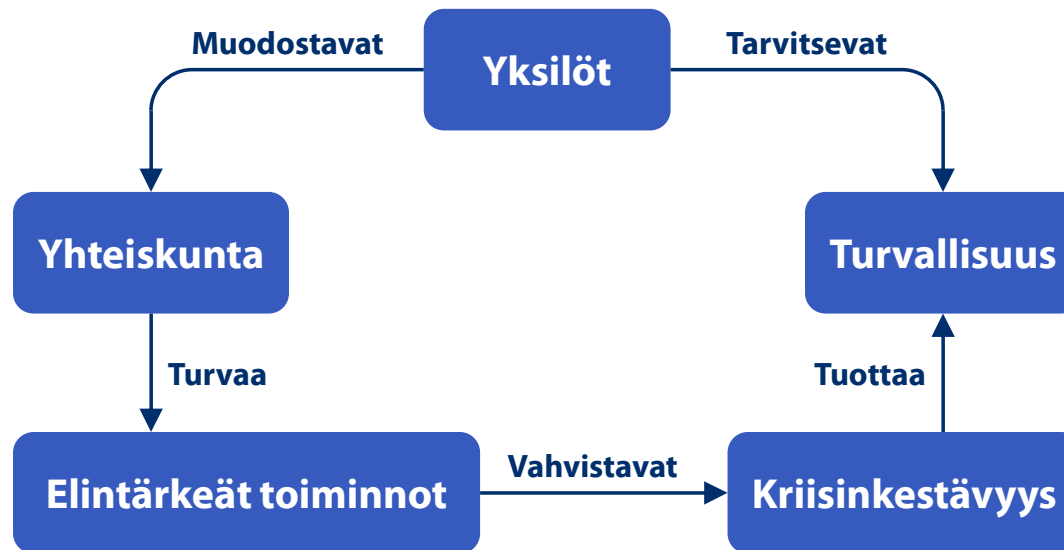 Muodostavat
Yksilöt
Tarvitsevat
Yhteiskunta
Turvallisuus
Turvaa
Tuottaa
Elintärkeät toiminnot
Vahvistavat
Kriisinkestävyys